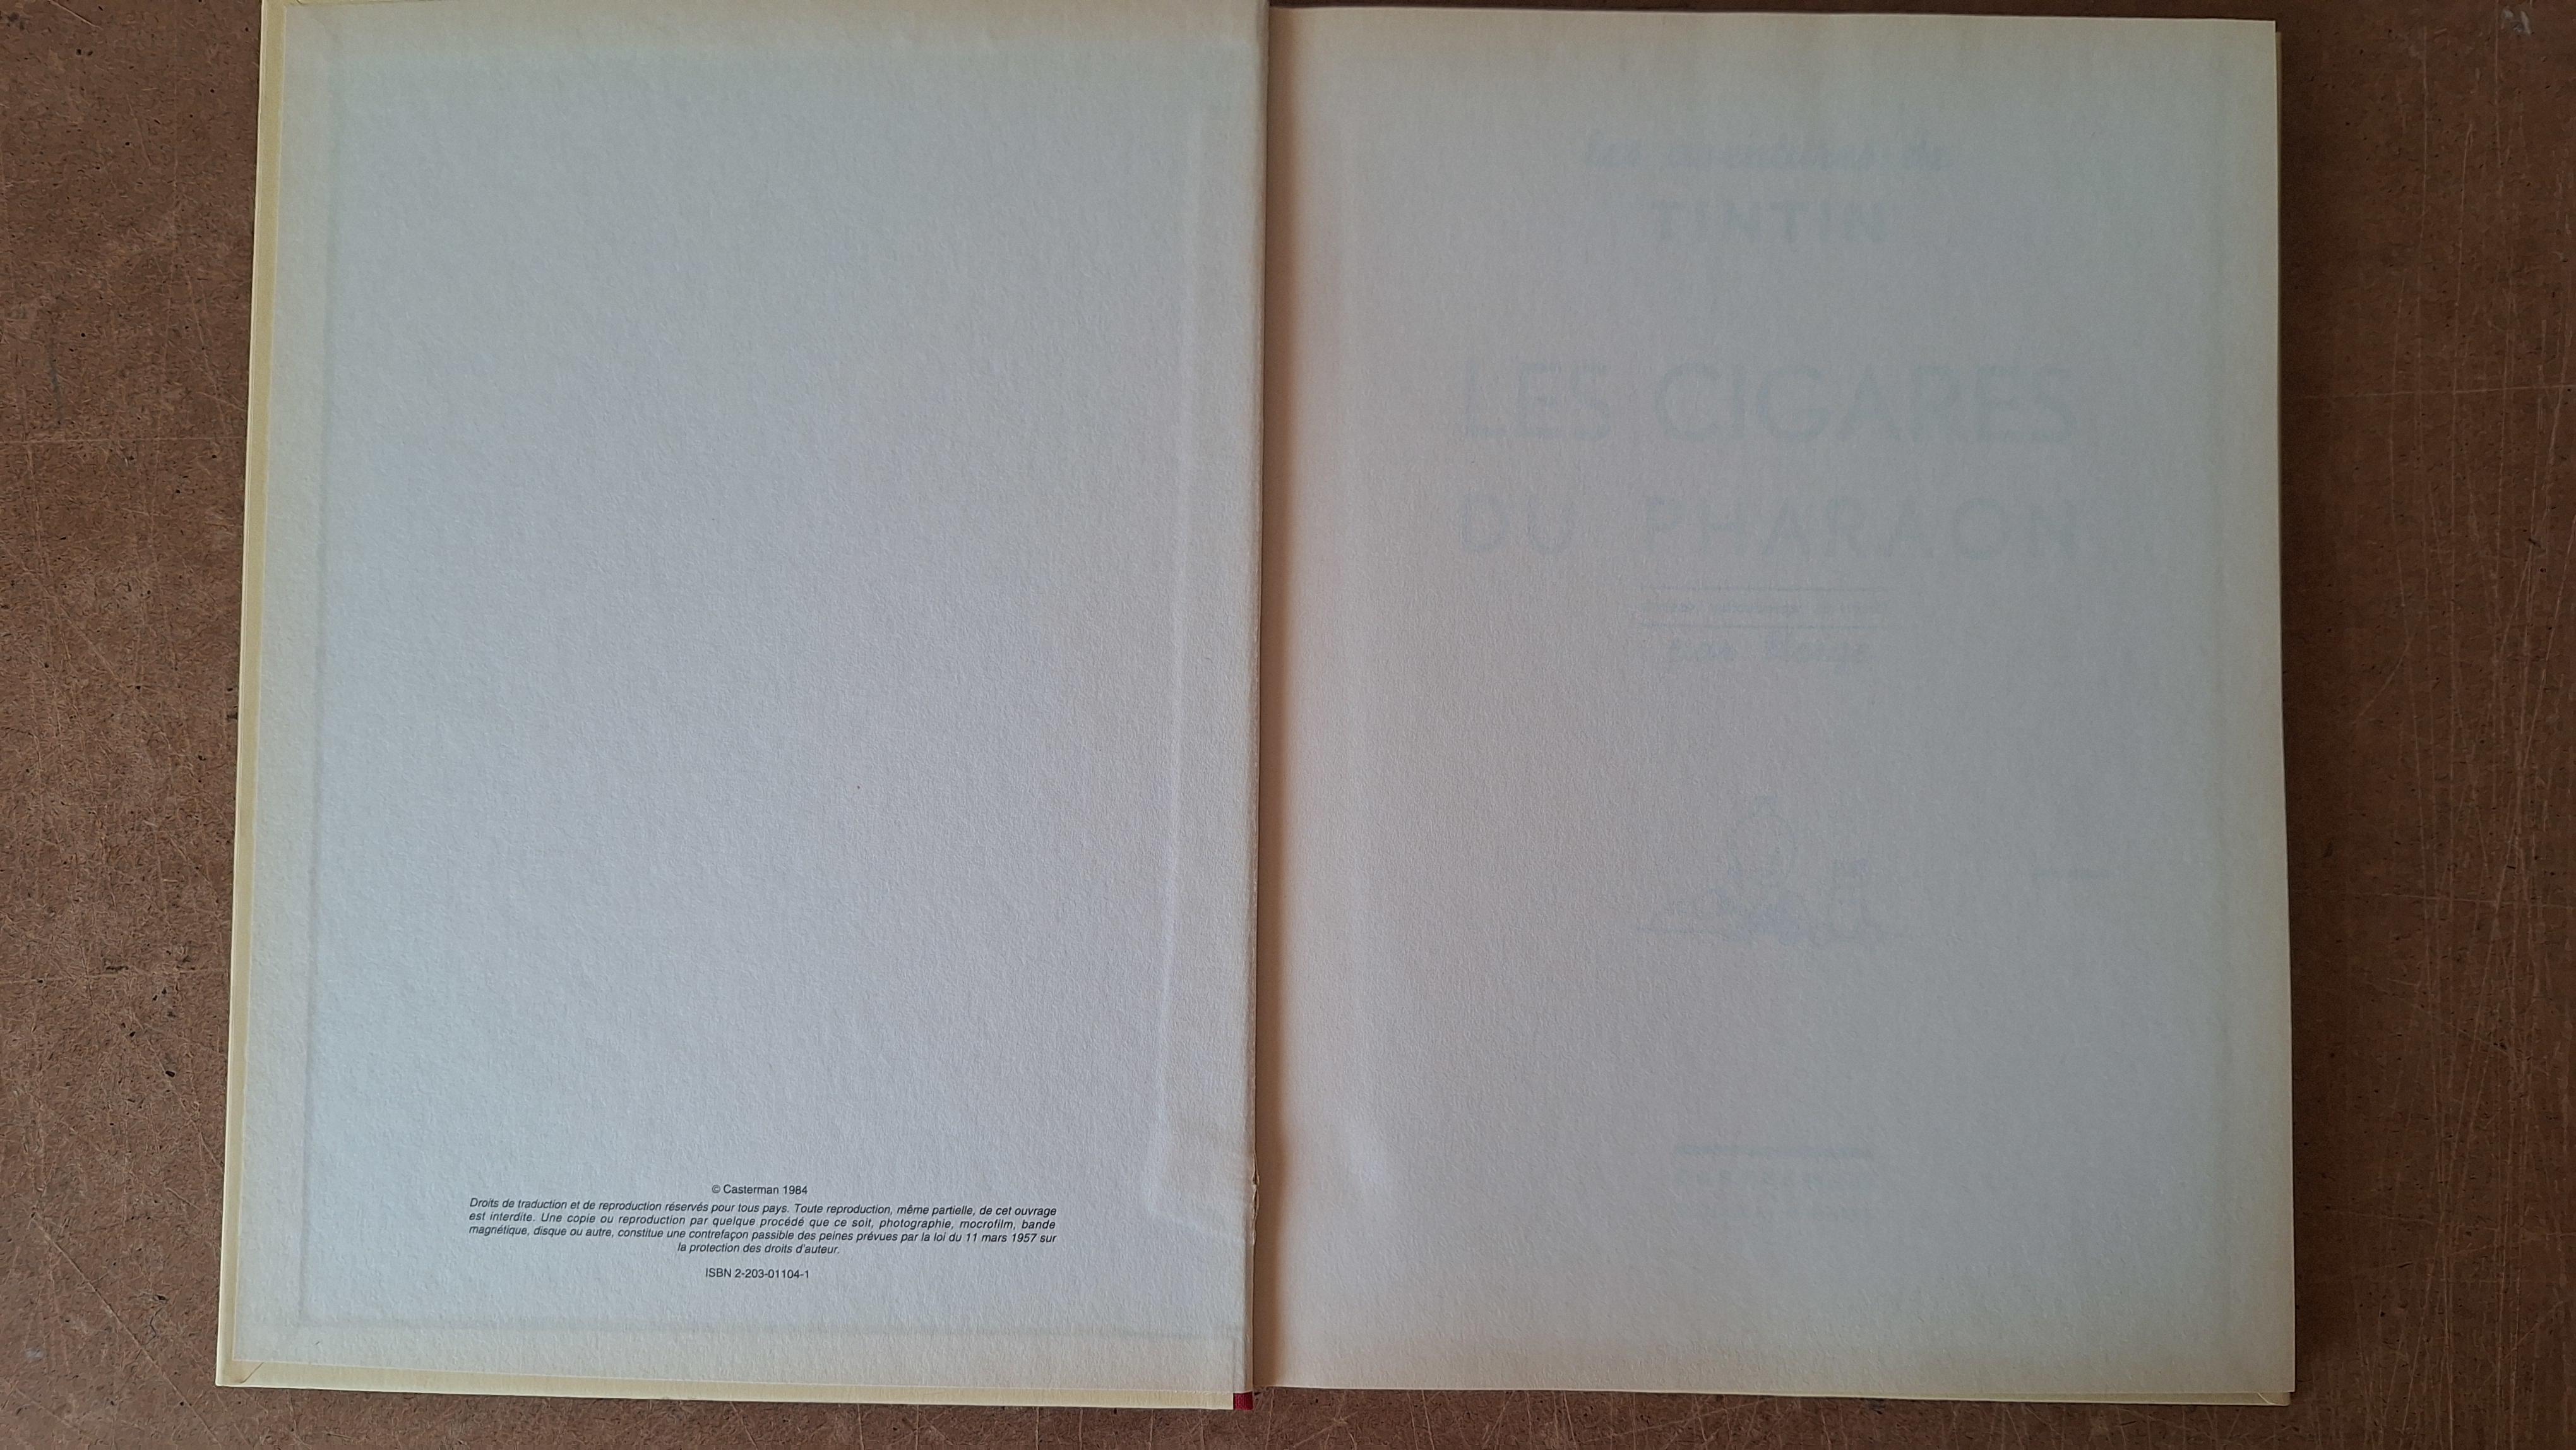 © Casterman 1984
Droits de traduction et de reproduction réservés pour tous pays. Toute reproduction, même partielle, de cet ouvrage
est interdite. Une copie ou reproduction par quelque procédé que ce soit, photographie, mocrofilm, bande
magnétique, disque ou autre, constitue une contrefaçon passible des peines prévues par la loi du 11 mars 1957 sur
la protection des droits d'auteur.
ISBN 2-203-01104-1
les aventures de
TINTIN
LES CIGARES
DU PHARAON